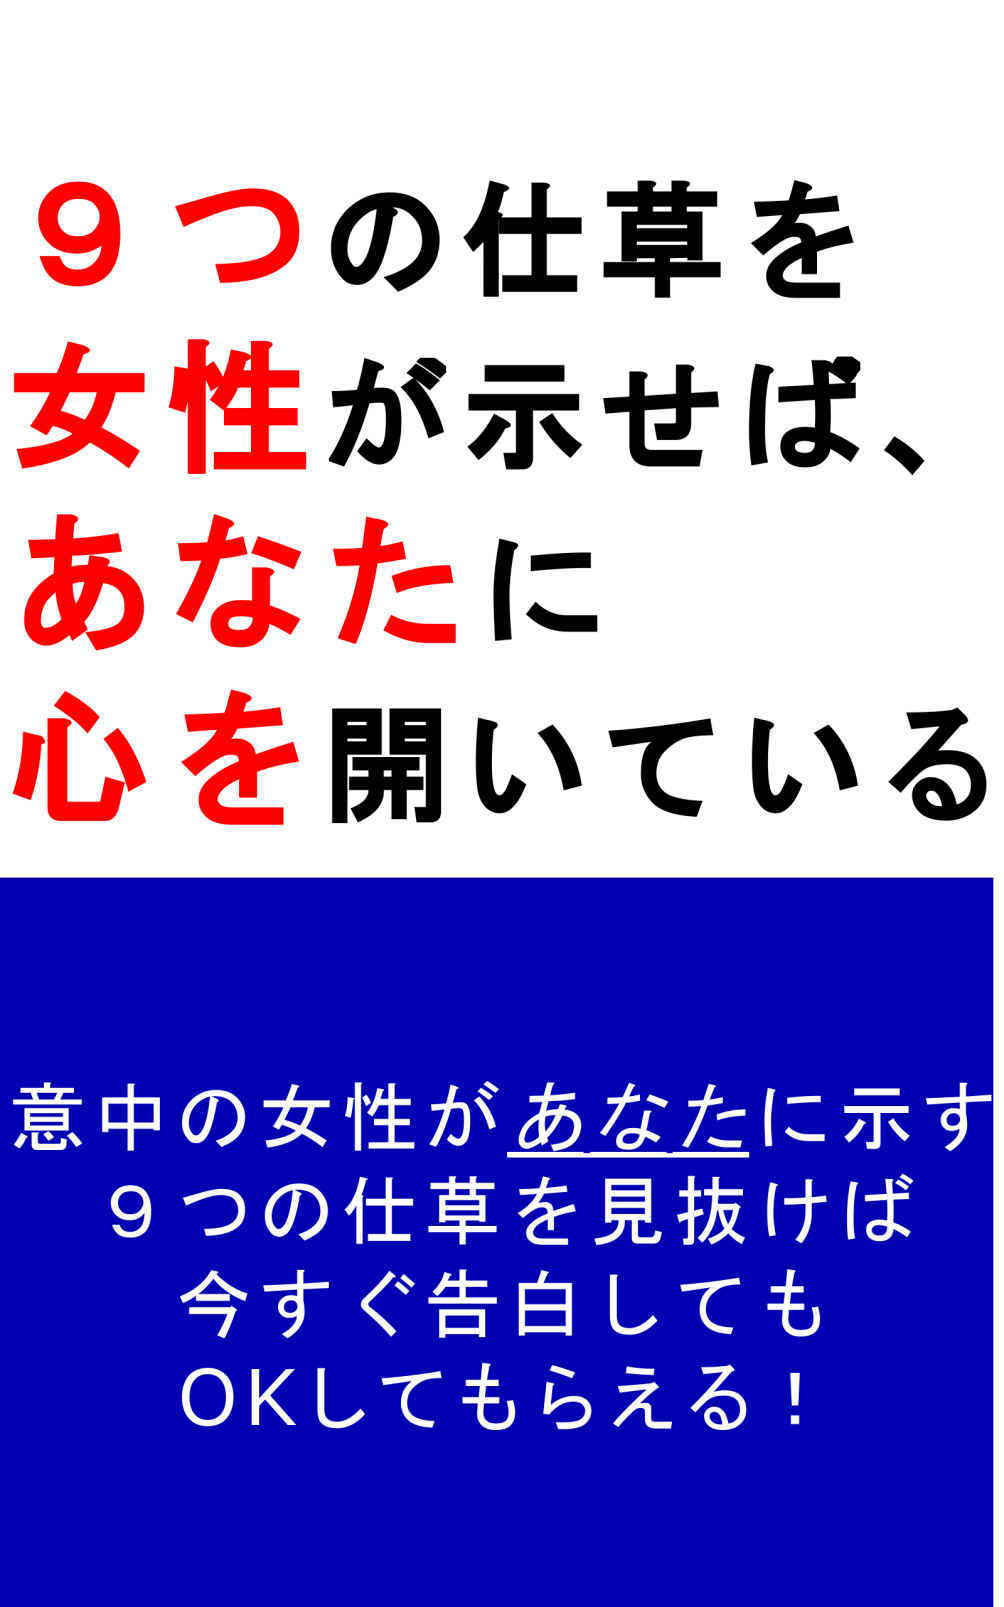 ９つの仕草を
女性が示せば、
あなたに
心を開いている
意中の女性があなたに示す
９つの仕草を見抜けば
今すぐ告白しても
OKしてもらえる！